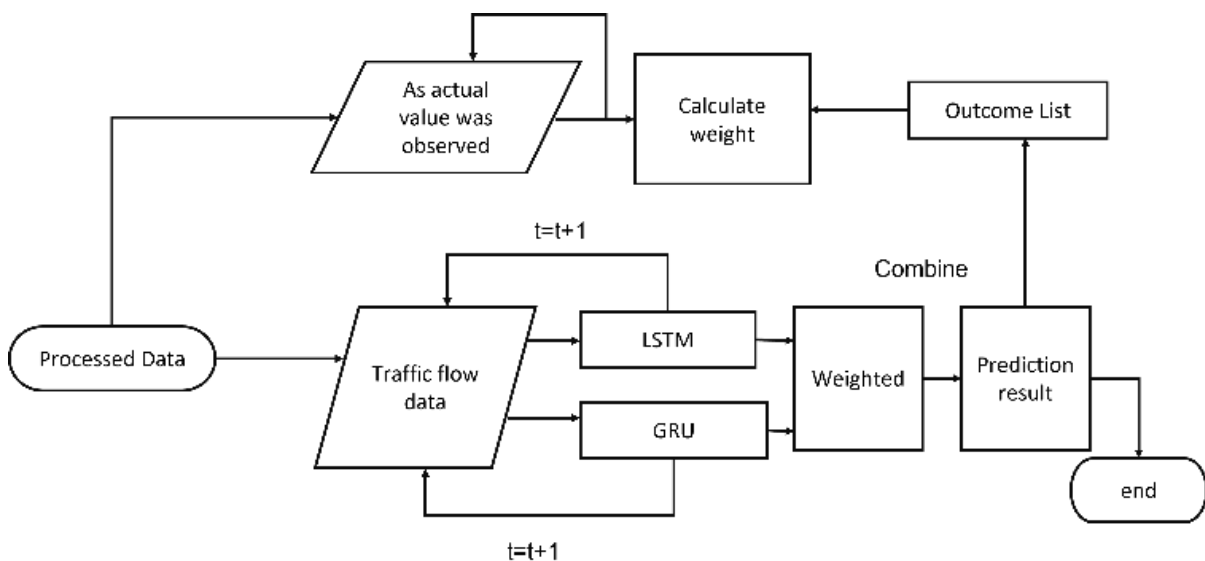 As actual
value was
observed
Calculate
weight
Outcome List
t=t+1
Combine
Processed Data
Traffic flow
data
LSTM
GRU
Weighted
Prediction
result
end
t=t+1